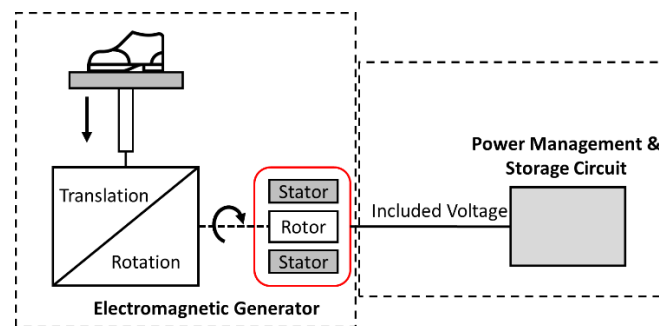 Power Management &
Storage Circuit
Translation
Rotation
Stator
Rotor
Stator
Included Voltage
Electromagnetic Generator